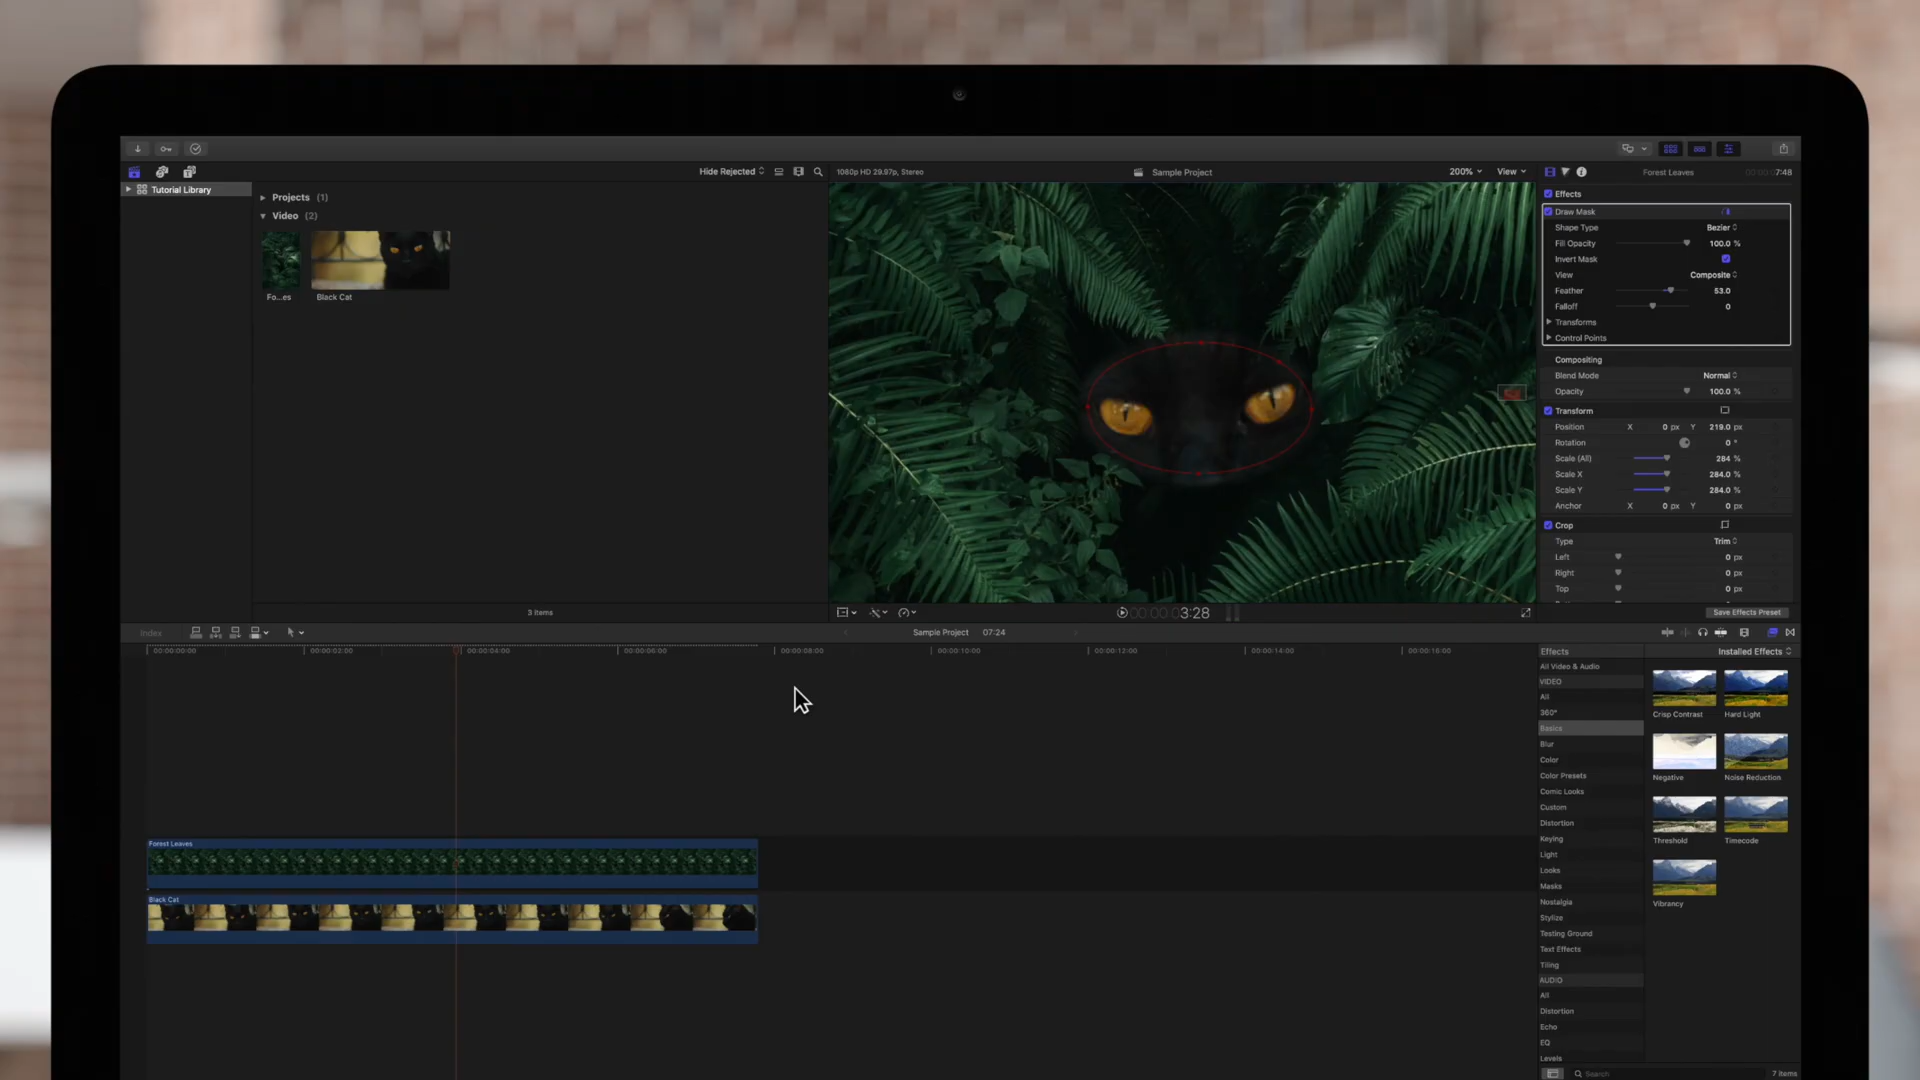 Hide Rejected
1080p HD 29.97p, Stereo
Sample Project
200%
View
Forest Leaves
7:48
Tutorial Library
Projects (1)
Video (2)
Fo...es
Black Cat
3 items
3:28
Effects
Draw Mask
Shape Type Bezier
Fill Opacity 100.0 %
Invert Mask
View Composite
Feather 53.0
Falloff 0
Transforms
Control Points
Compositing
Blend Mode Normal
Opacity 100.0 %
Transform
Position X 0 px Y 219.0 px
Rotation 0 °
Scale (All) 284 %
Scale X 284.0 %
Scale Y 284.0 %
Anchor X 0 px Y 0 px
Crop
Type Trim
Left 0 px
Right 0 px
Top 0 px
Save Effects Preset
Index
Sample Project 07:24
00:00:00:00
00:00:02:00
00:00:04:00
00:00:06:00
00:00:08:00
00:00:10:00
00:00:12:00
00:00:14:00
00:00:16:00
Forest Leaves
Black Cat
Effects
Installed Effects
All Video & Audio
VIDEO
All
360°
Basics
Blur
Color
Color Presets
Comic Looks
Custom
Distortion
Keying
Light
Looks
Masks
Nostalgia
Stylize
Testing Ground
Text Effects
Tiling
AUDIO
All
Distortion
Echo
EQ
Levels
Crisp Contrast
Hard Light
Negative
Noise Reduction
Threshold
Timecode
Vibrancy
Search
7 items